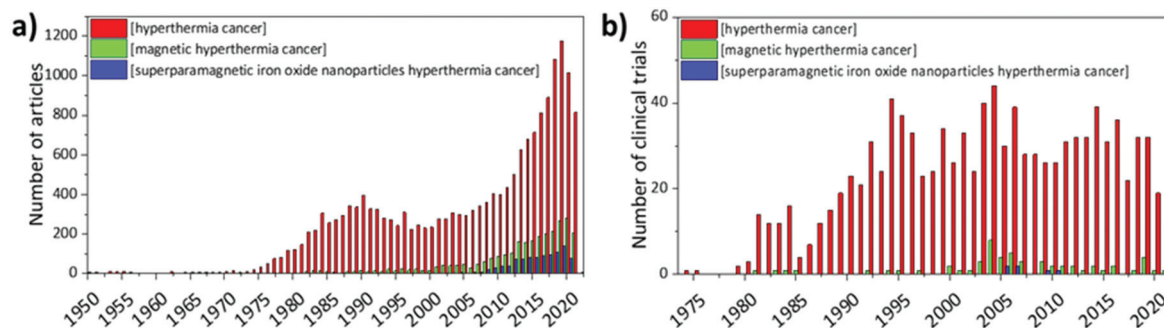 a)
[hyperthermia cancer]
[magnetic hyperthermia cancer]
[superparamagnetic iron oxide nanoparticles hyperthermia cancer]
Number of articles
1200
1000
800
600
400
200
0
1950 1955 1960 1965 1970 1975 1980 1985 1990 1995 2000 2005 2010 2015 2020
b)
[hyperthermia cancer]
[magnetic hyperthermia cancer]
[superparamagnetic iron oxide nanoparticles hyperthermia cancer]
Number of clinical trials
60
40
20
0
1975 1980 1985 1990 1995 2000 2005 2010 2015 2020